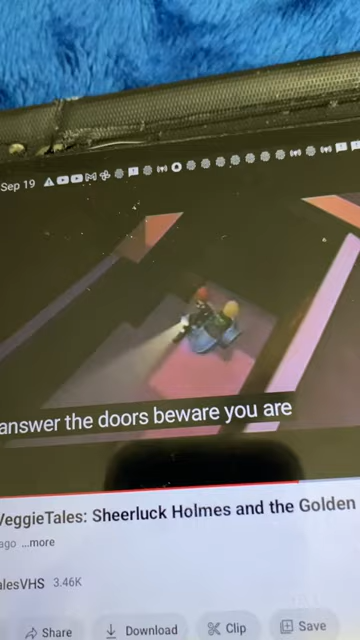 Sep 19
answer the doors beware you are
VeggieTales: Sheerluck Holmes and the Golden
ago ...more
alesVHS 3.46K
Share Download Clip Save